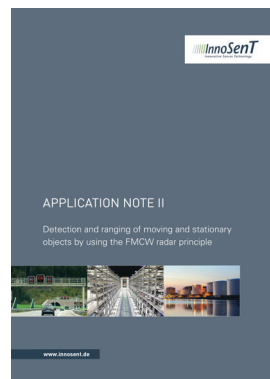 InnoSenT
Innovative Sensor Technology
APPLICATION NOTE II
Detection and ranging of moving and stationary
objects by using the FMCW radar principle
www.innosent.de